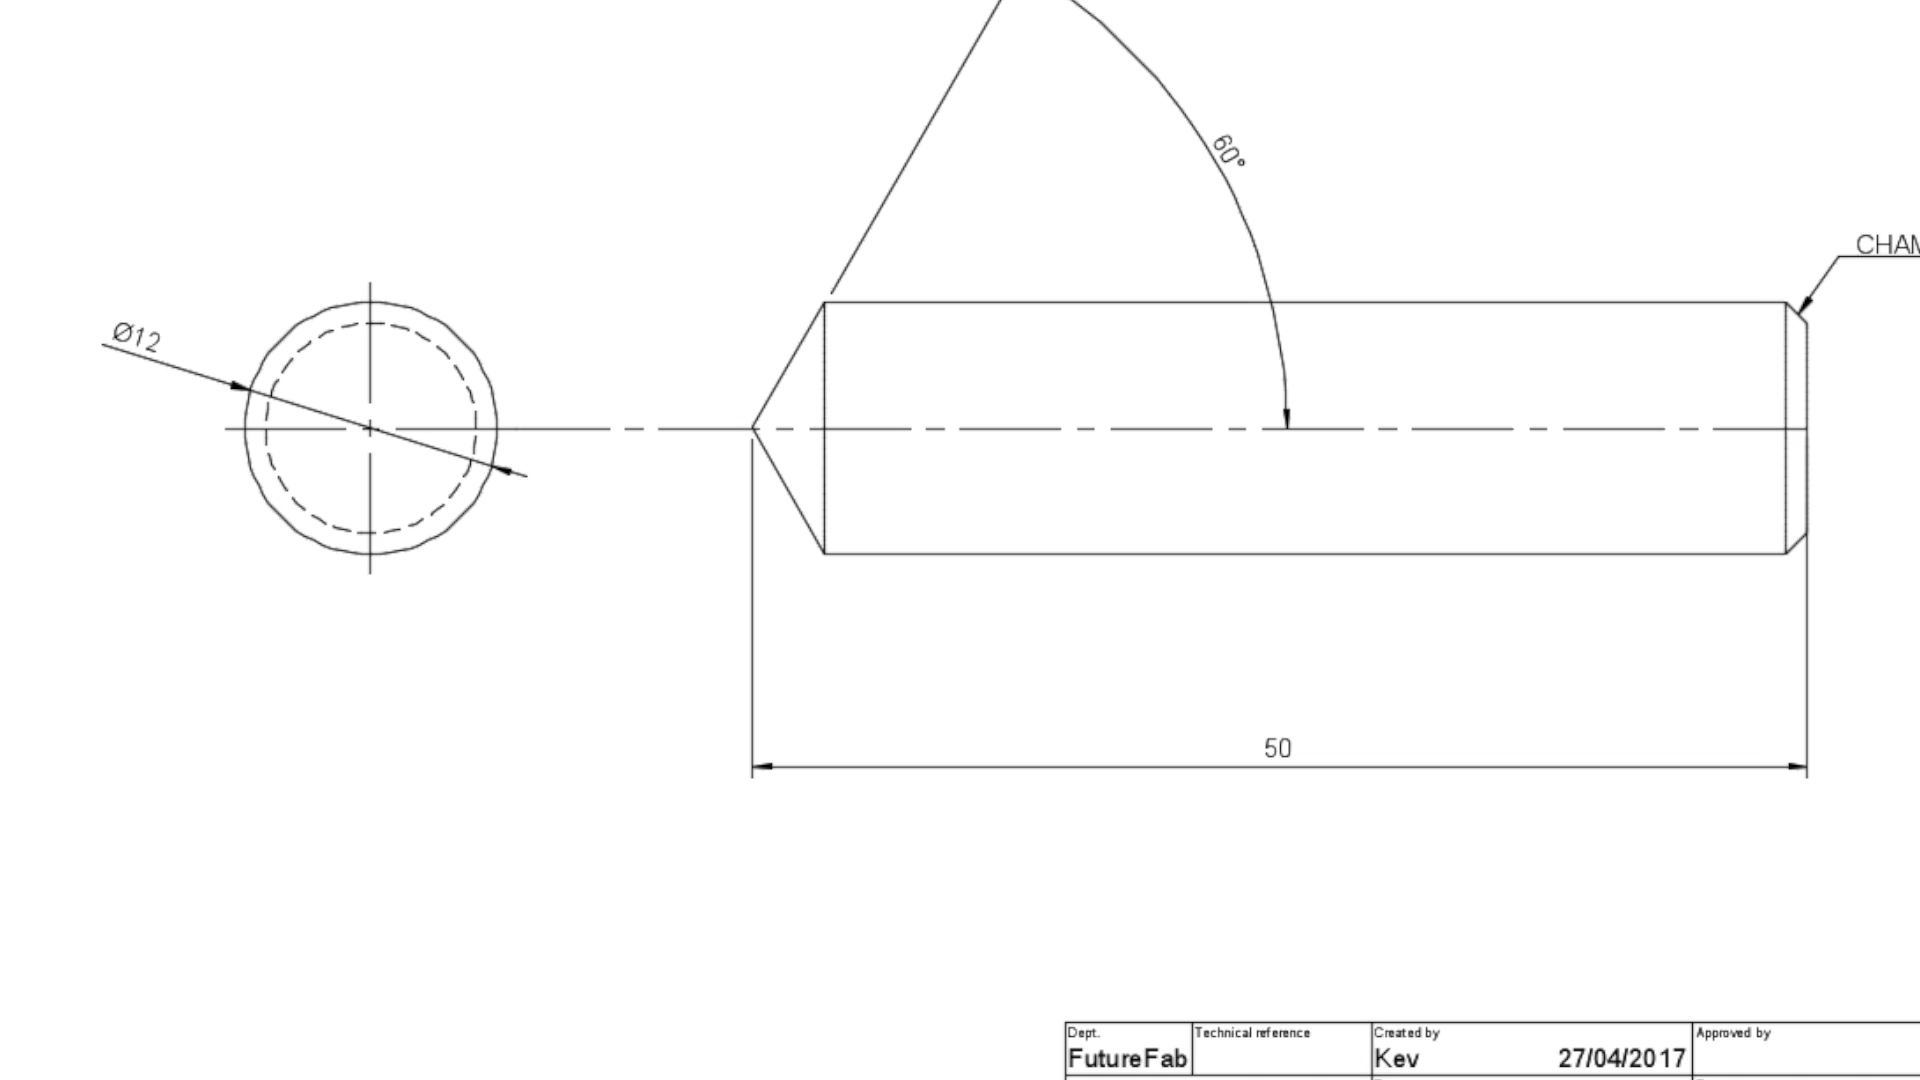 60°
CHAM
Ø12
50
Dept.
FutureFab
Technical reference
Created by
Kev 27/04/2017
Approved by